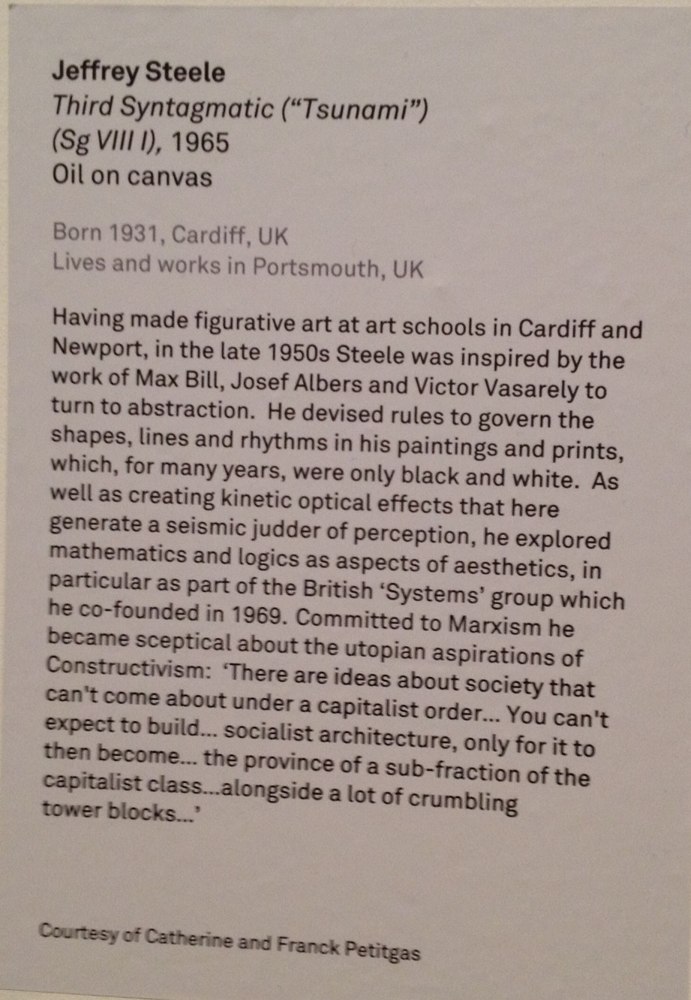 Jeffrey Steele
Third Syntagmatic (“Tsunami”)
(Sg VIII I), 1965
Oil on canvas
Born 1931, Cardiff, UK
Lives and works in Portsmouth, UK
Having made figurative art at art schools in Cardiff and
Newport, in the late 1950s Steele was inspired by the
work of Max Bill, Josef Albers and Victor Vasarely to
turn to abstraction.  He devised rules to govern the
shapes, lines and rhythms in his paintings and prints,
which, for many years, were only black and white.  As
well as creating kinetic optical effects that here
generate a seismic judder of perception, he explored
mathematics and logics as aspects of aesthetics, in
particular as part of the British ‘Systems’ group which
he co-founded in 1969. Committed to Marxism he
became sceptical about the utopian aspirations of
Constructivism:  ‘There are ideas about society that
can't come about under a capitalist order... You can't
expect to build... socialist architecture, only for it to
then become... the province of a sub-fraction of the
capitalist class...alongside a lot of crumbling
tower blocks...’
Courtesy of Catherine and Franck Petitgas